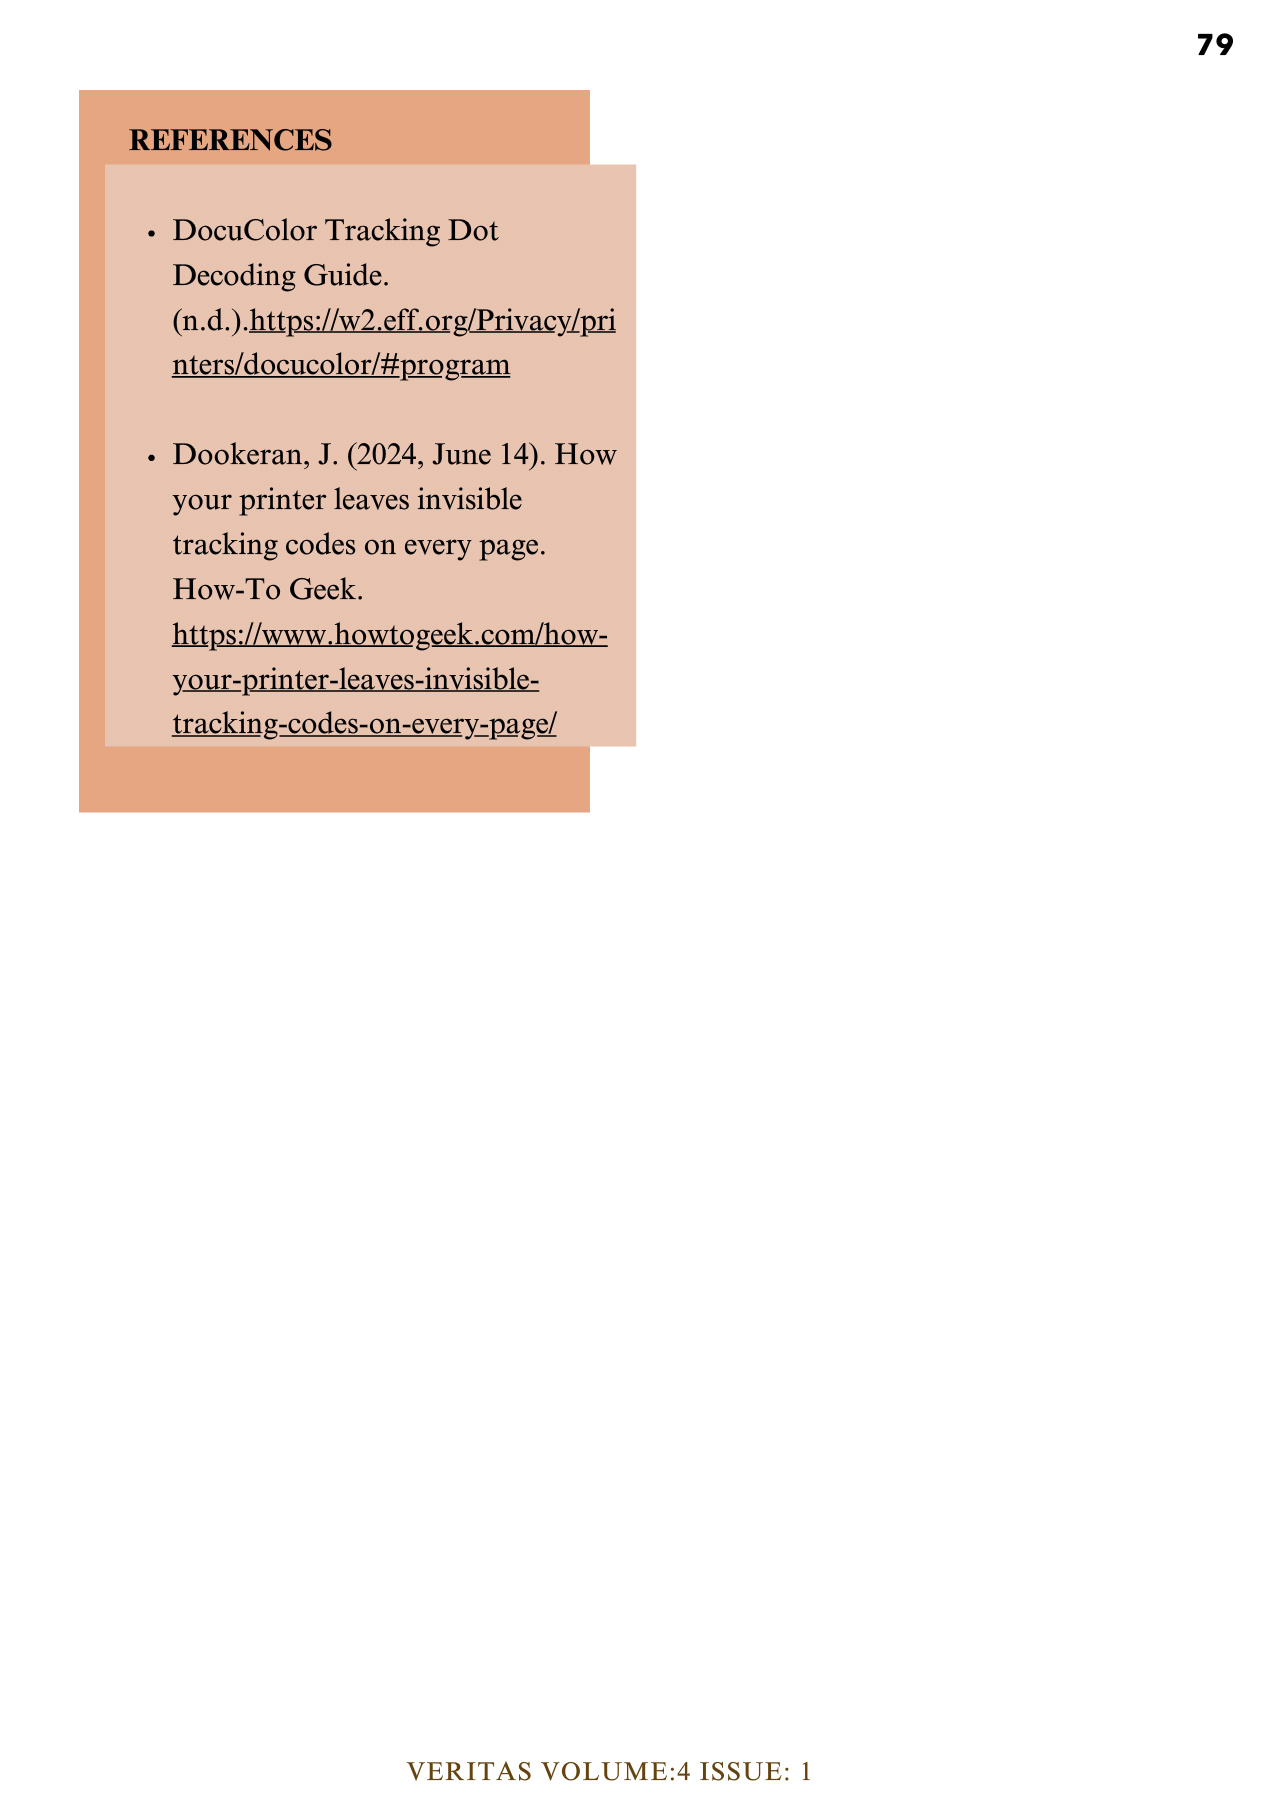 79
REFERENCES
• DocuColor Tracking Dot
Decoding Guide.
(n.d.).https://w2.eff.org/Privacy/pri
nters/docucolor/#program
• Dookeran, J. (2024, June 14). How
your printer leaves invisible
tracking codes on every page.
How-To Geek.
https://www.howtogeek.com/how-
your-printer-leaves-invisible-
tracking-codes-on-every-page/
VERITAS VOLUME:4 ISSUE: 1